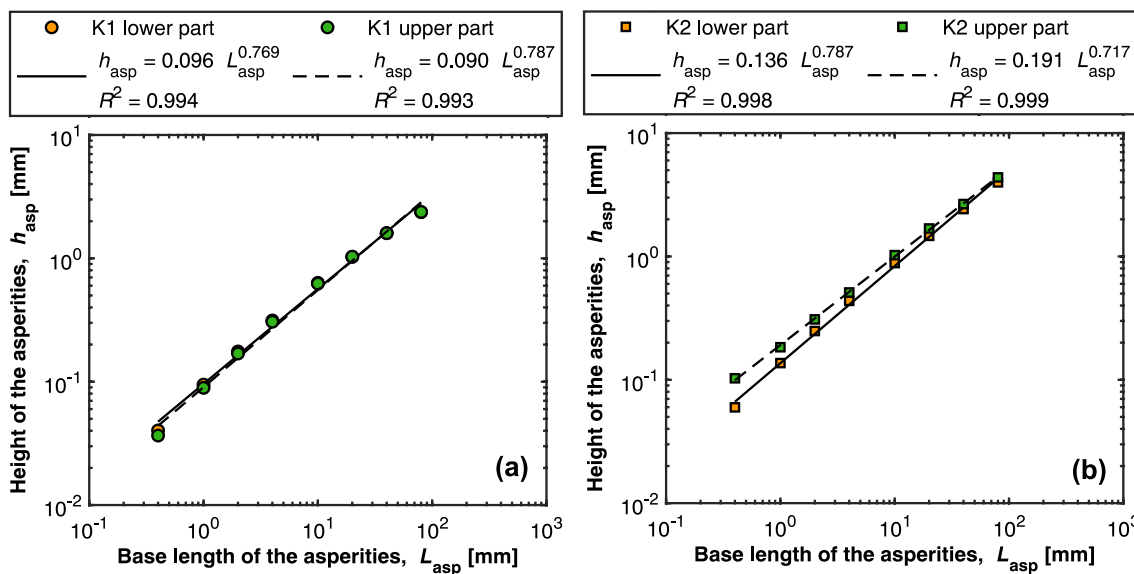 K1 lower part K1 upper part
h_asp = 0.096 L_asp^0.769 h_asp = 0.090 L_asp^0.787
R^2 = 0.994 R^2 = 0.993
10^1
10^0
10^-1
10^-2
Height of the asperities, h_asp [mm]
(a)
10^-1 10^0 10^1 10^2 10^3
Base length of the asperities, L_asp [mm]
K2 lower part K2 upper part
h_asp = 0.136 L_asp^0.787 h_asp = 0.191 L_asp^0.717
R^2 = 0.998 R^2 = 0.999
10^1
10^0
10^-1
10^-2
Height of the asperities, h_asp [mm]
(b)
10^-1 10^0 10^1 10^2 10^3
Base length of the asperities, L_asp [mm]